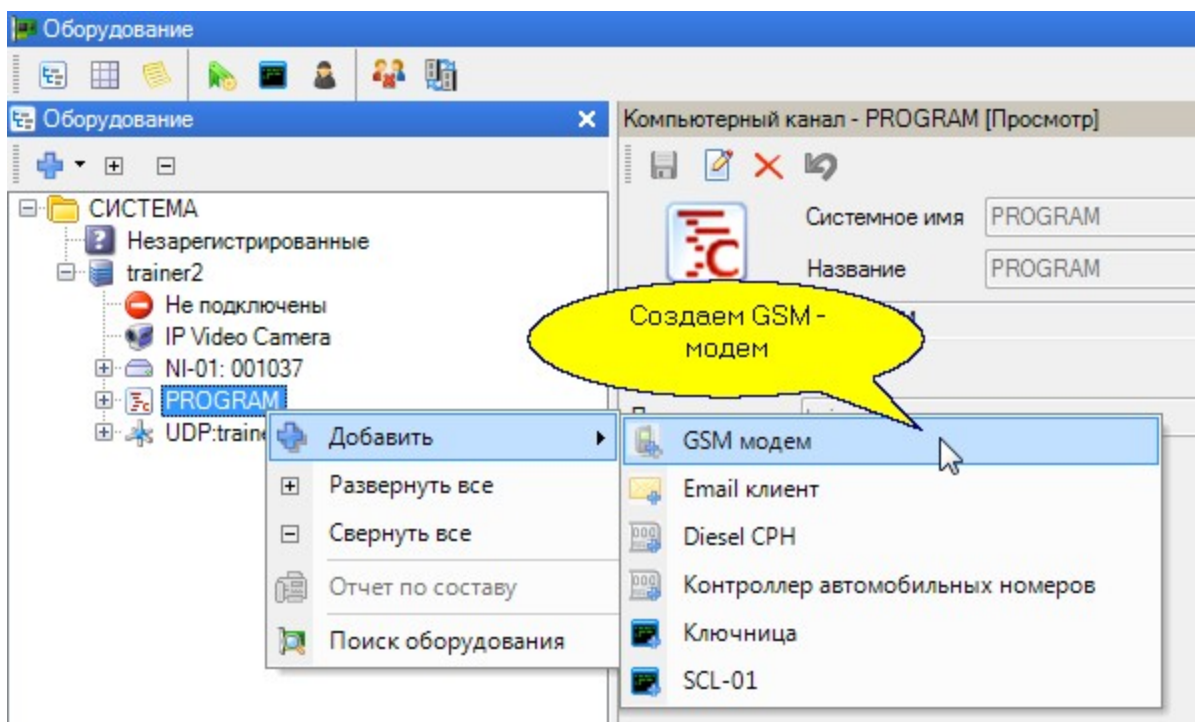 Оборудование
Оборудование
Компьютерный канал - PROGRAM [Просмотр]
СИСТЕМА
Незарегистрированные
trainer2
Не подключены
IP Video Camera
NI-01: 001037
PROGRAM
UDP:traine
Системное имя PROGRAM
Название PROGRAM
Создаем GSM -
модем
Добавить
Развернуть все
Свернуть все
Отчет по составу
Поиск оборудования
GSM модем
Email клиент
Diesel CPH
Контроллер автомобильных номеров
Ключница
SCL-01